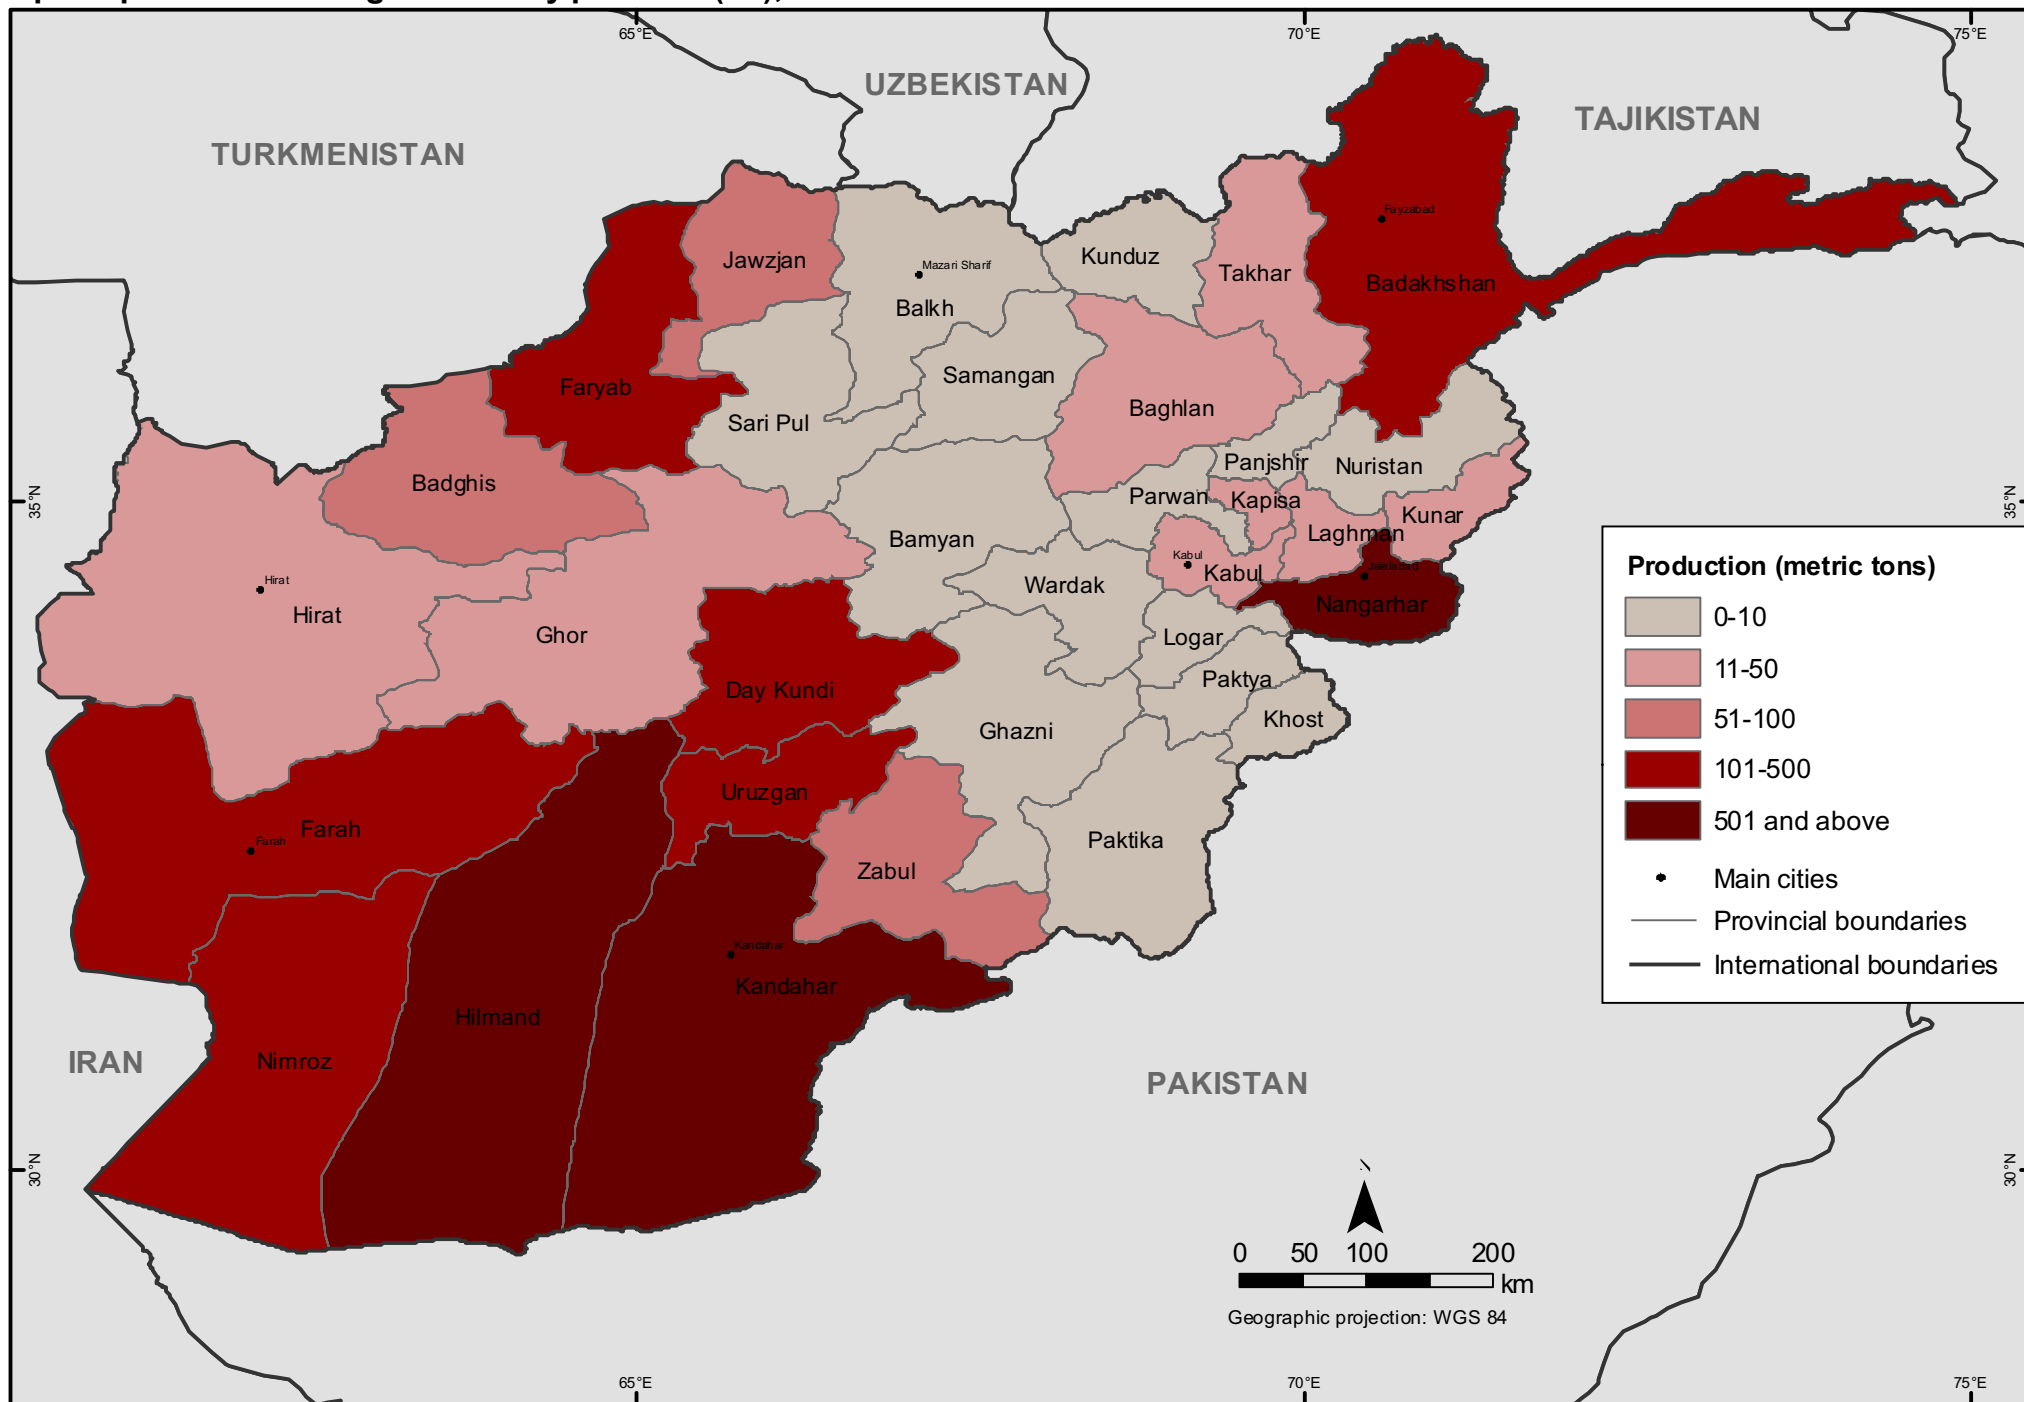 65°E
70°E
75°E
UZBEKISTAN
TAJIKISTAN
TURKMENISTAN
Fayzabad
Jawzjan
Kunduz
Mazari Sharif
Takhar
Badakhshan
Balkh
Samangan
Faryab
Baghlan
Sari Pul
Panjshir
Nuristan
Badghis
35°N
35°N
Parwan
Kapisa
Kunar
Laghman
Bamyan
Kabul
Kabul
Jalalabad
Wardak
Hirat
Hirat
Nangarhar
Ghor
Logar
Day Kundi
Paktya
Khost
Ghazni
Uruzgan
Farah
Farah
Paktika
Zabul
Kandahar
Kandahar
Hilmand
Nimroz
IRAN
PAKISTAN
30°N
30°N
Production (metric tons)
0-10
11-50
51-100
101-500
501 and above
Main cities
Provincial boundaries
International boundaries
N
0 50 100 200
km
Geographic projection: WGS 84
65°E
70°E
75°E